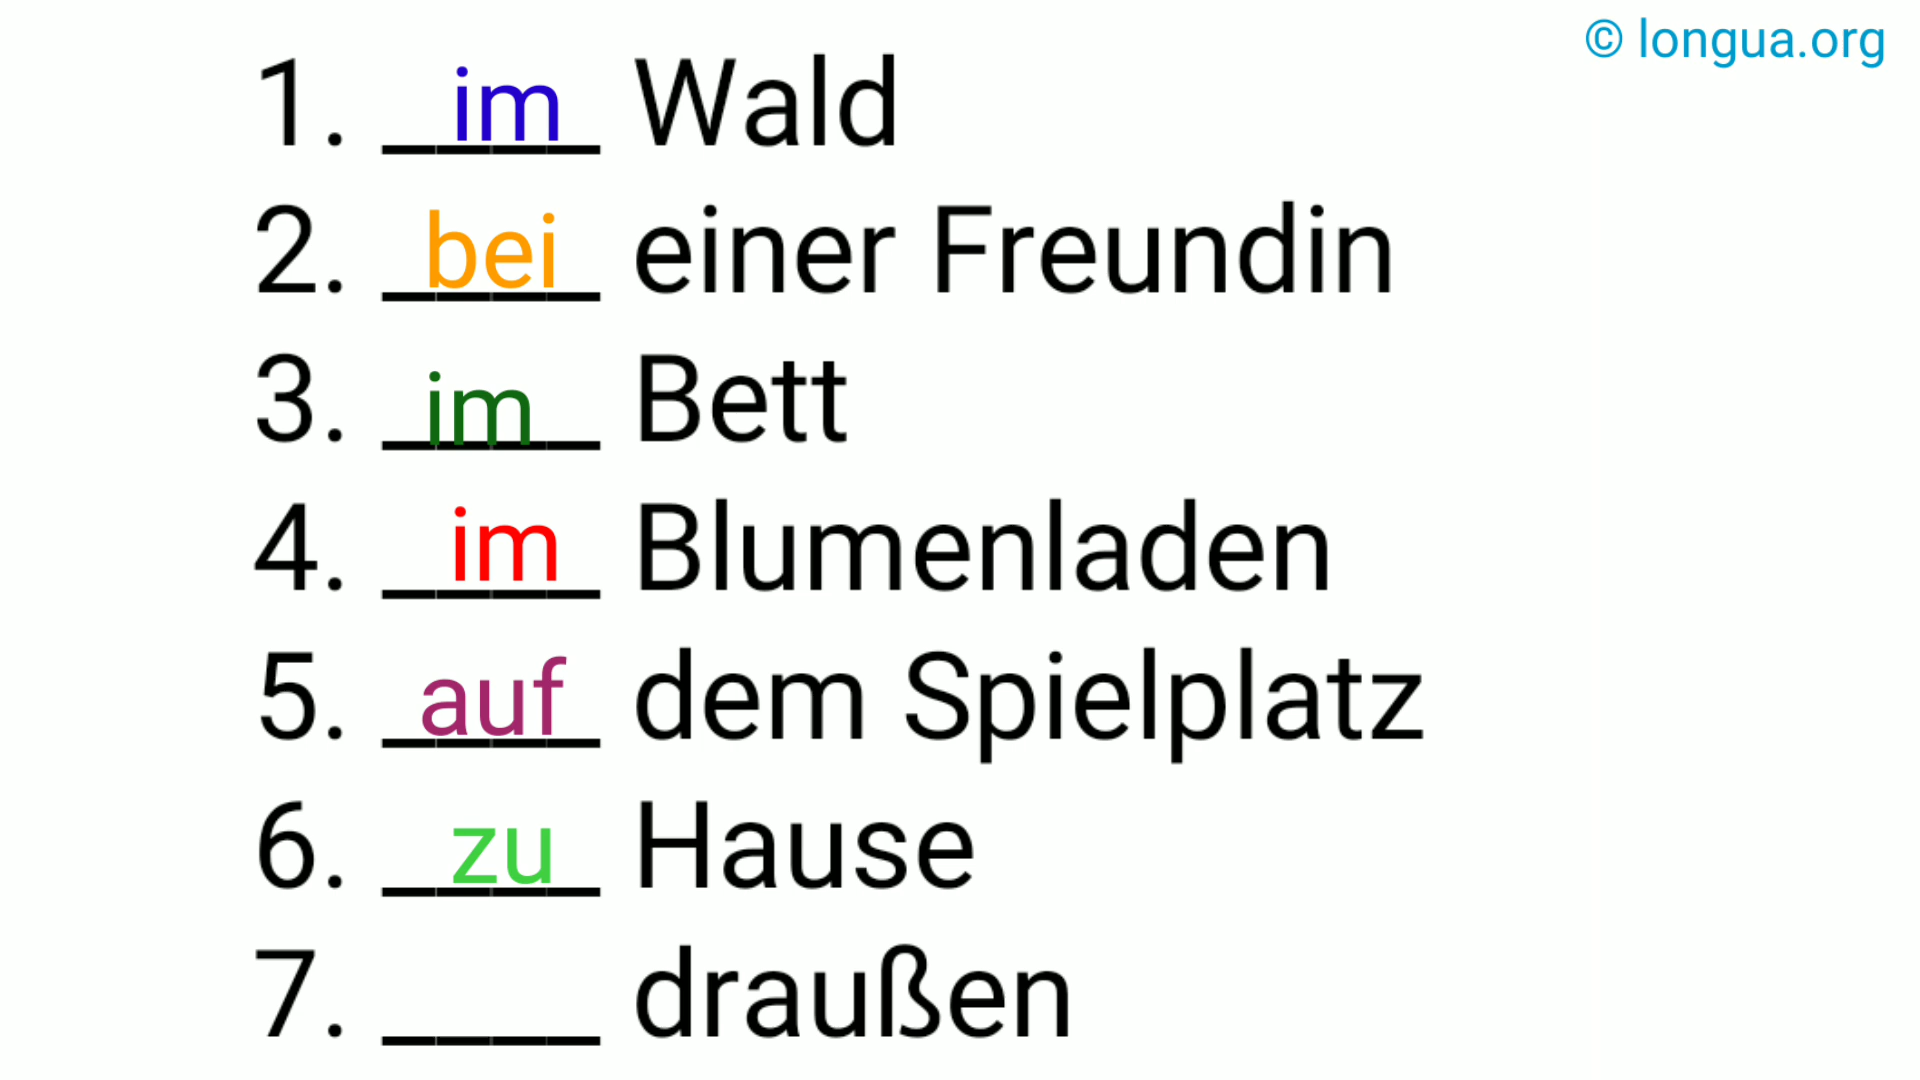 © longua.org
1. im Wald
2. bei einer Freundin
3. im Bett
4. im Blumenladen
5. auf dem Spielplatz
6. zu Hause
7. ____ draußen